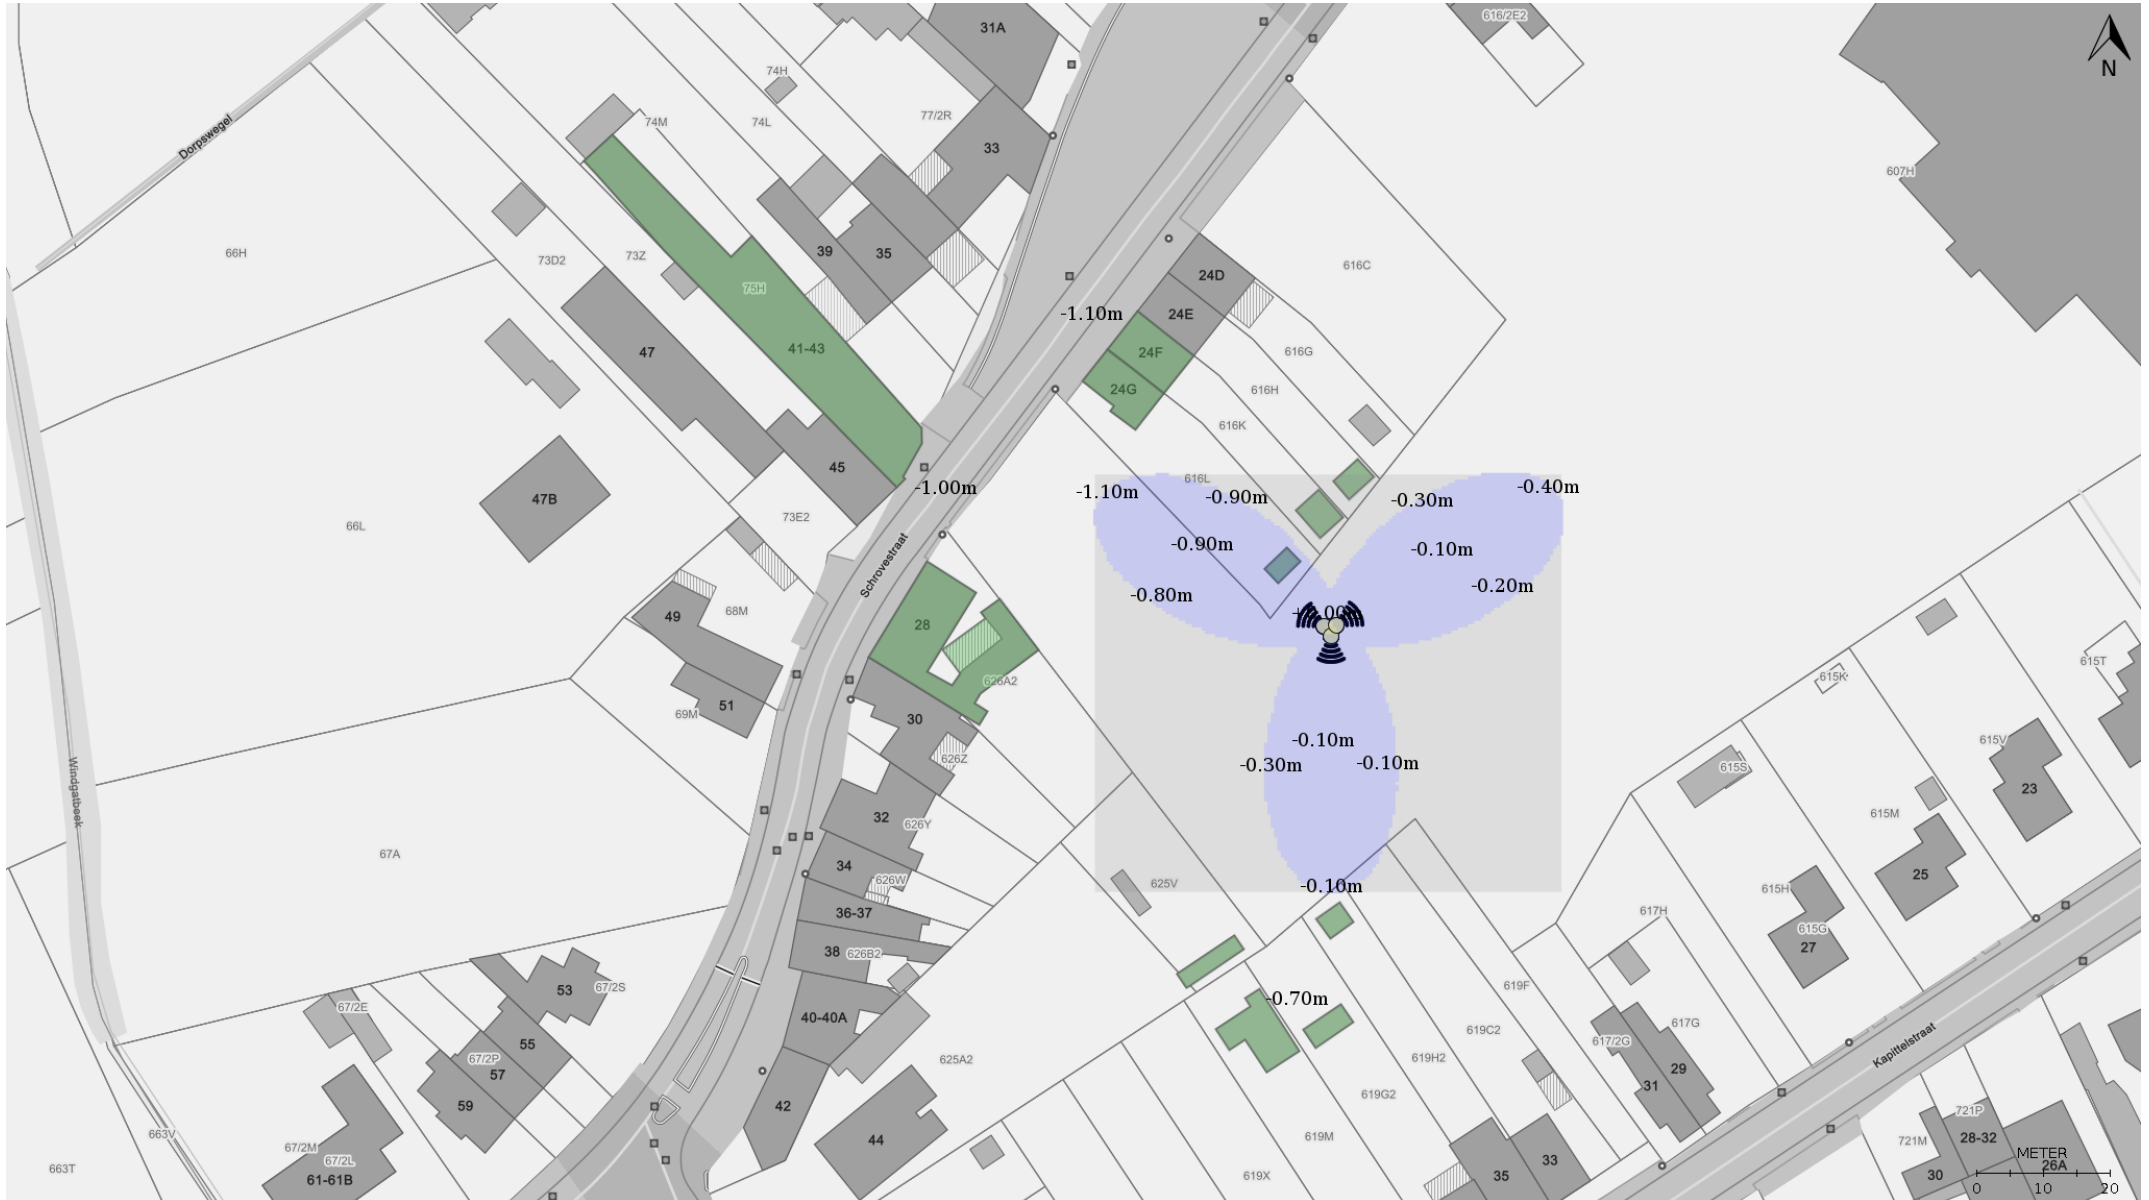 31A
616/2E2
N
74H
74M
74L
77/2R
33
Dorpswegel
607H
66H
73D2
73Z
39
35
24D
616C
75H
-1.10m
24E
47
41-43
24F
616G
24G
616H
616K
45
47B
-1.00m
616L
-1.10m
-0.90m
-0.30m
-0.40m
66L
73E2
Schrovestraat
-0.90m
-0.10m
-0.80m
-0.20m
49
68M
28
615T
615K
626A2
51
69M
30
-0.10m
615V
626Z
-0.30m
-0.10m
615S
Windgatbeek
23
32
626Y
615M
67A
34
626W
625V
-0.10m
25
615H
36-37
617H
615G
27
38
626B2
53
67/2S
619F
-0.70m
67/2E
40-40A
617G
619C2
55
625A2
617/2G
Kapittelstraat
67/2P
57
619H2
29
31
59
42
619G2
721P
663V
44
619M
28-32
67/2M
721M
METER
67/2L
33
26A
663T
61-61B
619X
35
30
0 10 20